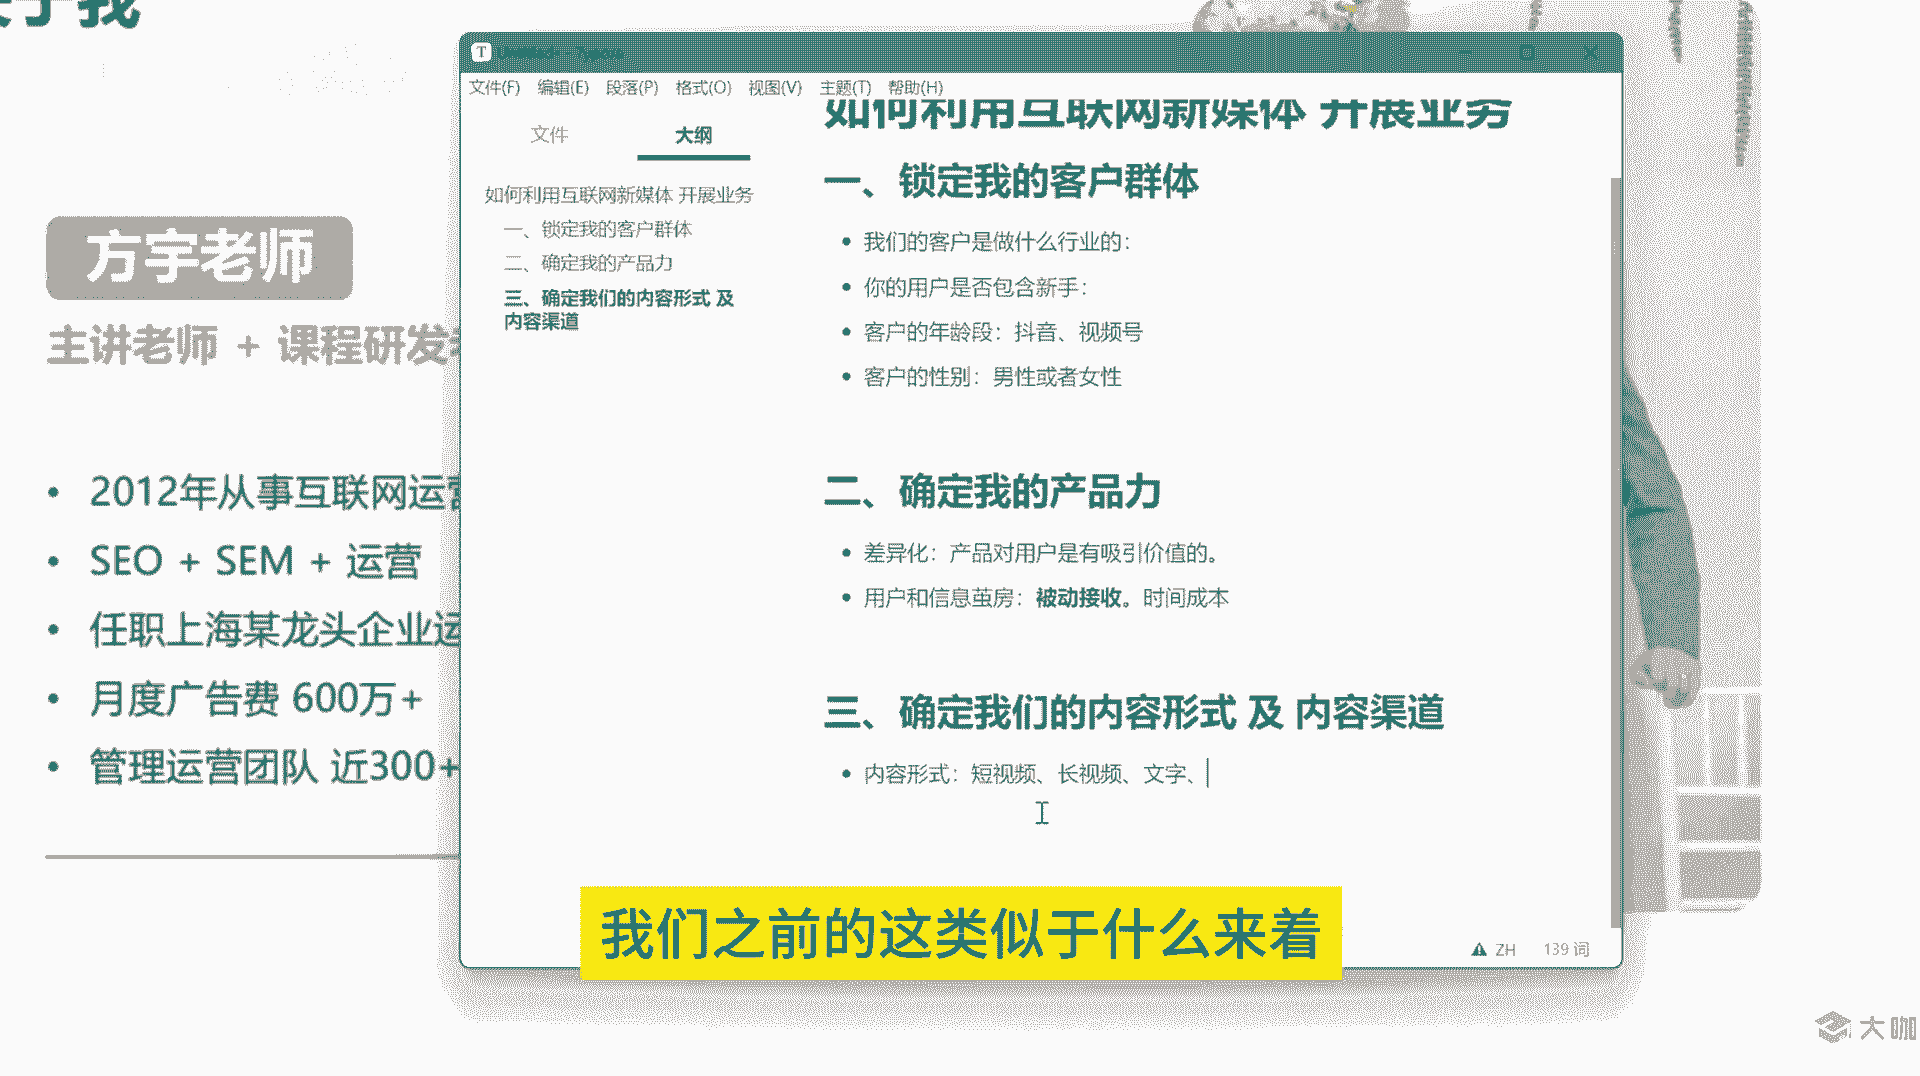 方宇老师
主讲老师 + 课程研发
• 2012年从事互联网运营
• SEO + SEM + 运营
• 任职上海某龙头企业运
• 月度广告费 600万+
• 管理运营团队 近300+
文件(F) 编辑(E) 段落(P) 格式(O) 视图(V) 主题(T) 帮助(H)
文件 大纲
如何利用互联网新媒体 开展业务
一、锁定我的客户群体
二、确定我的产品力
三、确定我们的内容形式 及
内容渠道
如何利用互联网新媒体 开展业务
一、锁定我的客户群体
• 我们的客户是做什么行业的：
• 你的用户是否包含新手：
• 客户的年龄段：抖音、视频号
• 客户的性别：男性或者女性
二、确定我的产品力
• 差异化：产品对用户是有吸引价值的。
• 用户和信息茧房：被动接收。时间成本
三、确定我们的内容形式 及 内容渠道
• 内容形式：短视频、长视频、文字、
我们之前的这类似于什么来着
ZH 139 词
大咖